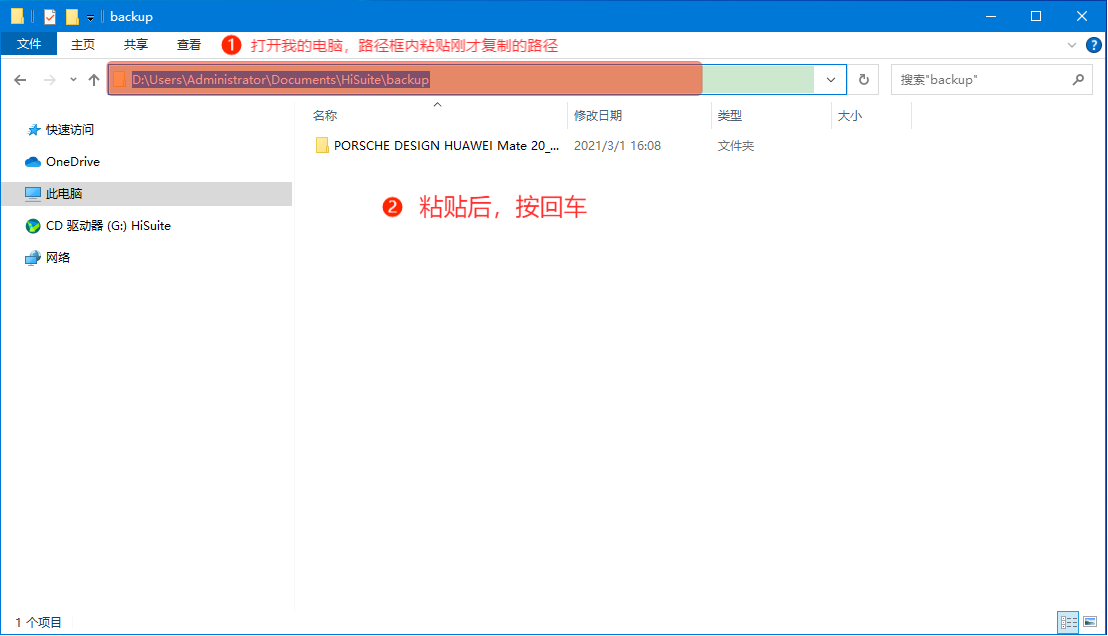 backup
文件 主页 共享 查看 1 打开我的电脑，路径框内粘贴刚才复制的路径 ?
D:\Users\Administrator\Documents\HiSuite\backup 搜索"backup"
名称 修改日期 类型 大小
快速访问
PORSCHE DESIGN HUAWEI Mate 20_... 2021/3/1 16:08 文件夹
OneDrive
此电脑
2 粘贴后，按回车
CD 驱动器 (G:) HiSuite
网络
1 个项目